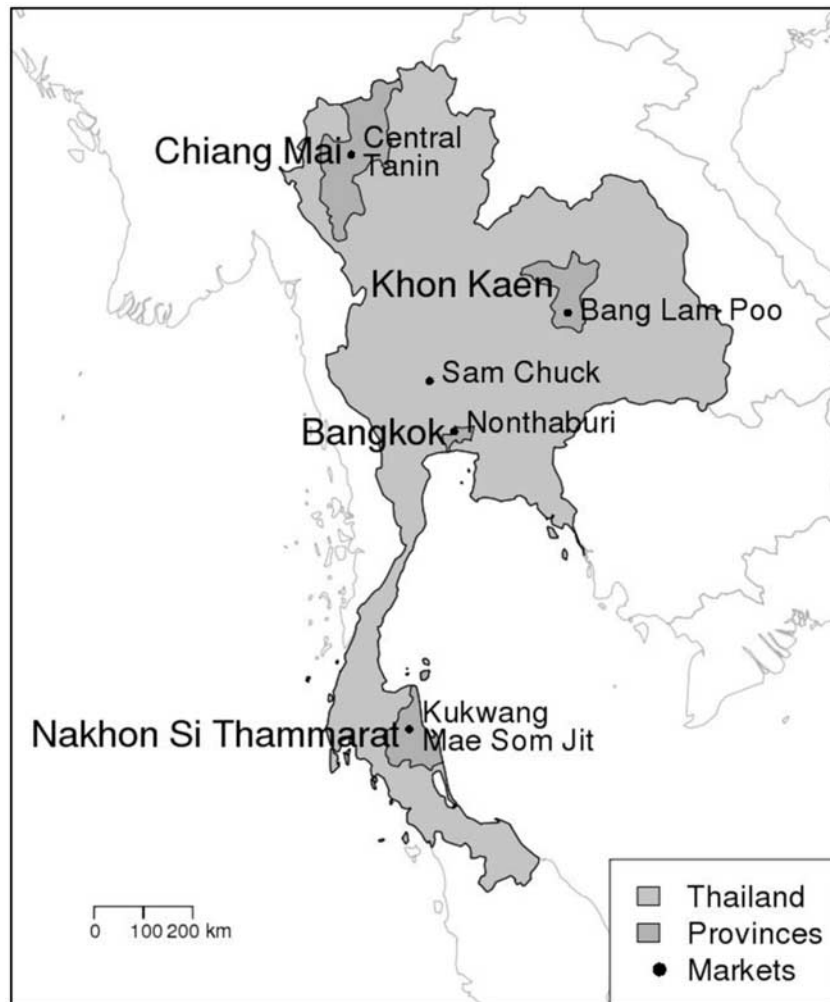 Chiang Mai
Central
Tanin
Khon Kaen
Bang Lam Poo
Sam Chuck
Nonthaburi
Bangkok
Kukwang
Nakhon Si Thammarat
Mae Som Jit
0 100 200 km
Thailand
Provinces
Markets